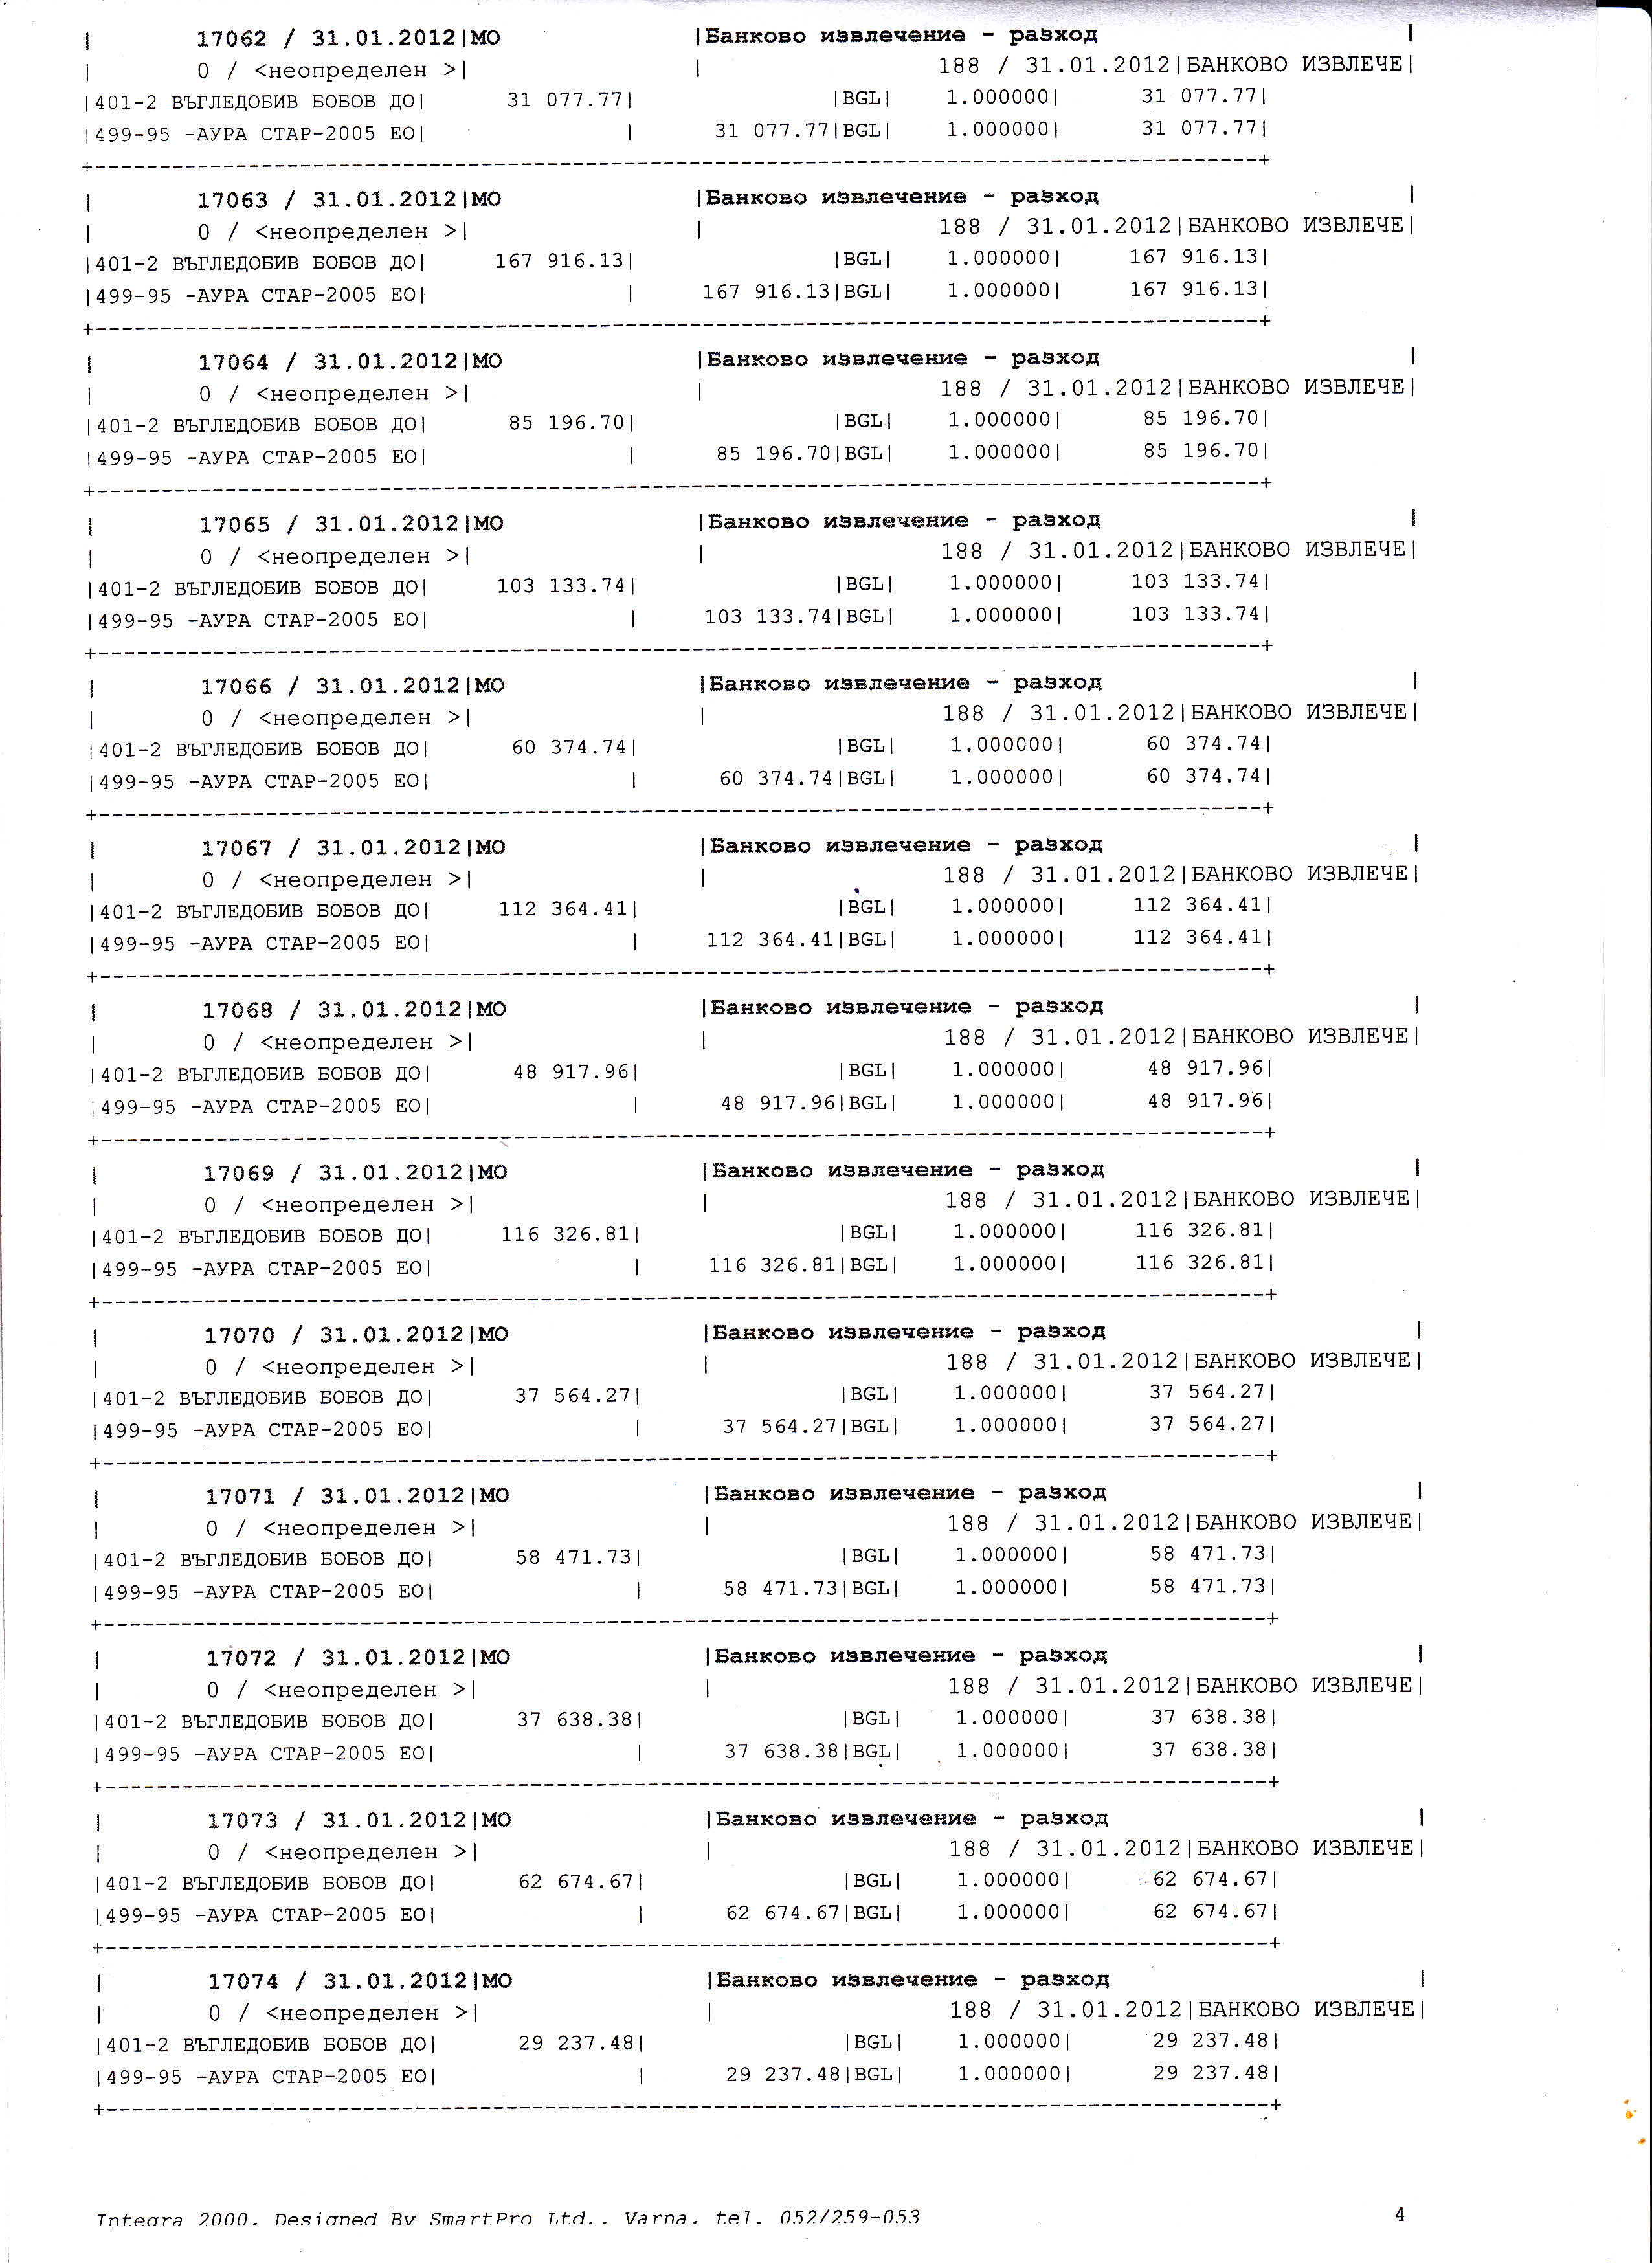 |        17062 / 31.01.2012|МО               |Банково извлечение - разход                        |
|        0 / <неопределен >|                 |                   188 / 31.01.2012|БАНКОВО ИЗВЛЕЧЕ|
|401-2 ВЪГЛЕДОБИВ БОБОВ ДО|      31 077.77|                |BGL|    1.000000|      31 077.77|
|499-95 -АУРА СТАР-2005 ЕО|               |      31 077.77|BGL|    1.000000|      31 077.77|
+------------------------------------------------------------------------------------------+
|        17063 / 31.01.2012|МО               |Банково извлечение - разход                        |
|        0 / <неопределен >|                 |                   188 / 31.01.2012|БАНКОВО ИЗВЛЕЧЕ|
|401-2 ВЪГЛЕДОБИВ БОБОВ ДО|     167 916.13|                |BGL|    1.000000|     167 916.13|
|499-95 -АУРА СТАР-2005 ЕО|               |     167 916.13|BGL|    1.000000|     167 916.13|
+------------------------------------------------------------------------------------------+
|        17064 / 31.01.2012|МО               |Банково извлечение - разход                        |
|        0 / <неопределен >|                 |                   188 / 31.01.2012|БАНКОВО ИЗВЛЕЧЕ|
|401-2 ВЪГЛЕДОБИВ БОБОВ ДО|      85 196.70|                |BGL|    1.000000|      85 196.70|
|499-95 -АУРА СТАР-2005 ЕО|               |      85 196.70|BGL|    1.000000|      85 196.70|
+------------------------------------------------------------------------------------------+
|        17065 / 31.01.2012|МО               |Банково извлечение - разход                        |
|        0 / <неопределен >|                 |                   188 / 31.01.2012|БАНКОВО ИЗВЛЕЧЕ|
|401-2 ВЪГЛЕДОБИВ БОБОВ ДО|     103 133.74|                |BGL|    1.000000|     103 133.74|
|499-95 -АУРА СТАР-2005 ЕО|               |     103 133.74|BGL|    1.000000|     103 133.74|
+------------------------------------------------------------------------------------------+
|        17066 / 31.01.2012|МО               |Банково извлечение - разход                        |
|        0 / <неопределен >|                 |                   188 / 31.01.2012|БАНКОВО ИЗВЛЕЧЕ|
|401-2 ВЪГЛЕДОБИВ БОБОВ ДО|      60 374.74|                |BGL|    1.000000|      60 374.74|
|499-95 -АУРА СТАР-2005 ЕО|               |      60 374.74|BGL|    1.000000|      60 374.74|
+------------------------------------------------------------------------------------------+
|        17067 / 31.01.2012|МО               |Банково извлечение - разход                        |
|        0 / <неопределен >|                 |                   188 / 31.01.2012|БАНКОВО ИЗВЛЕЧЕ|
|401-2 ВЪГЛЕДОБИВ БОБОВ ДО|     112 364.41|                |BGL|    1.000000|     112 364.41|
|499-95 -АУРА СТАР-2005 ЕО|               |     112 364.41|BGL|    1.000000|     112 364.41|
+------------------------------------------------------------------------------------------+
|        17068 / 31.01.2012|МО               |Банково извлечение - разход                        |
|        0 / <неопределен >|                 |                   188 / 31.01.2012|БАНКОВО ИЗВЛЕЧЕ|
|401-2 ВЪГЛЕДОБИВ БОБОВ ДО|      48 917.96|                |BGL|    1.000000|      48 917.96|
|499-95 -АУРА СТАР-2005 ЕО|               |      48 917.96|BGL|    1.000000|      48 917.96|
+------------------------------------------------------------------------------------------+
|        17069 / 31.01.2012|МО               |Банково извлечение - разход                        |
|        0 / <неопределен >|                 |                   188 / 31.01.2012|БАНКОВО ИЗВЛЕЧЕ|
|401-2 ВЪГЛЕДОБИВ БОБОВ ДО|     116 326.81|                |BGL|    1.000000|     116 326.81|
|499-95 -АУРА СТАР-2005 ЕО|               |     116 326.81|BGL|    1.000000|     116 326.81|
+------------------------------------------------------------------------------------------+
|        17070 / 31.01.2012|МО               |Банково извлечение - разход                        |
|        0 / <неопределен >|                 |                   188 / 31.01.2012|БАНКОВО ИЗВЛЕЧЕ|
|401-2 ВЪГЛЕДОБИВ БОБОВ ДО|      37 564.27|                |BGL|    1.000000|      37 564.27|
|499-95 -АУРА СТАР-2005 ЕО|               |      37 564.27|BGL|    1.000000|      37 564.27|
+------------------------------------------------------------------------------------------+
|        17071 / 31.01.2012|МО               |Банково извлечение - разход                        |
|        0 / <неопределен >|                 |                   188 / 31.01.2012|БАНКОВО ИЗВЛЕЧЕ|
|401-2 ВЪГЛЕДОБИВ БОБОВ ДО|      58 471.73|                |BGL|    1.000000|      58 471.73|
|499-95 -АУРА СТАР-2005 ЕО|               |      58 471.73|BGL|    1.000000|      58 471.73|
+------------------------------------------------------------------------------------------+
|        17072 / 31.01.2012|МО               |Банково извлечение - разход                        |
|        0 / <неопределен >|                 |                   188 / 31.01.2012|БАНКОВО ИЗВЛЕЧЕ|
|401-2 ВЪГЛЕДОБИВ БОБОВ ДО|      37 638.38|                |BGL|    1.000000|      37 638.38|
|499-95 -АУРА СТАР-2005 ЕО|               |      37 638.38|BGL|    1.000000|      37 638.38|
+------------------------------------------------------------------------------------------+
|        17073 / 31.01.2012|МО               |Банково извлечение - разход                        |
|        0 / <неопределен >|                 |                   188 / 31.01.2012|БАНКОВО ИЗВЛЕЧЕ|
|401-2 ВЪГЛЕДОБИВ БОБОВ ДО|      62 674.67|                |BGL|    1.000000|      62 674.67|
|499-95 -АУРА СТАР-2005 ЕО|               |      62 674.67|BGL|    1.000000|      62 674.67|
+------------------------------------------------------------------------------------------+
|        17074 / 31.01.2012|МО               |Банково извлечение - разход                        |
|        0 / <неопределен >|                 |                   188 / 31.01.2012|БАНКОВО ИЗВЛЕЧЕ|
|401-2 ВЪГЛЕДОБИВ БОБОВ ДО|      29 237.48|                |BGL|    1.000000|      29 237.48|
|499-95 -АУРА СТАР-2005 ЕО|               |      29 237.48|BGL|    1.000000|      29 237.48|
+------------------------------------------------------------------------------------------+
Integra 2000. Designed By SmartPro Ltd., Varna. tel. 052/259-053 4